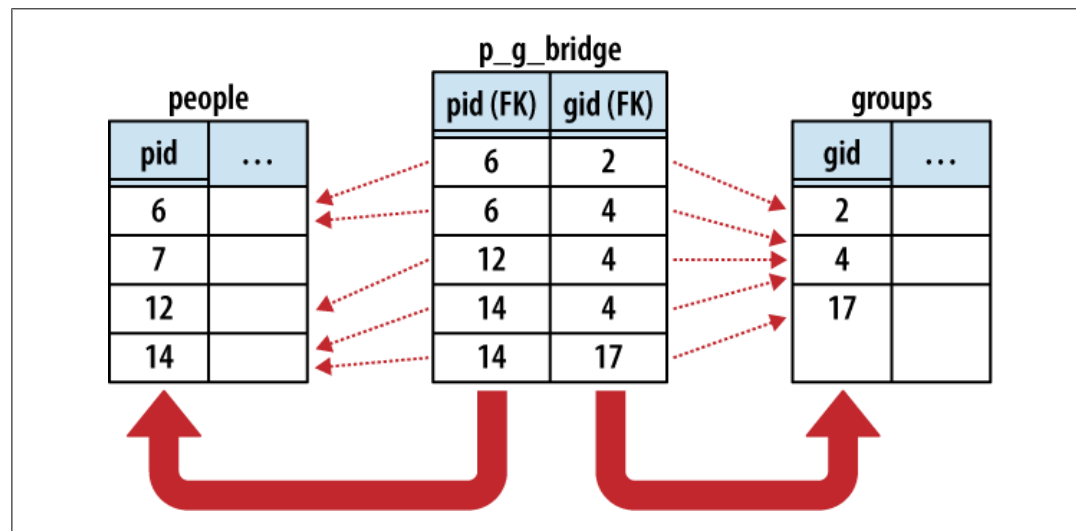 p_g_bridge
people
groups
pid (FK) gid (FK)
pid ...
gid ...
6 2
6
6 4
2
7
12 4
4
12
14 4
17
14
14 17